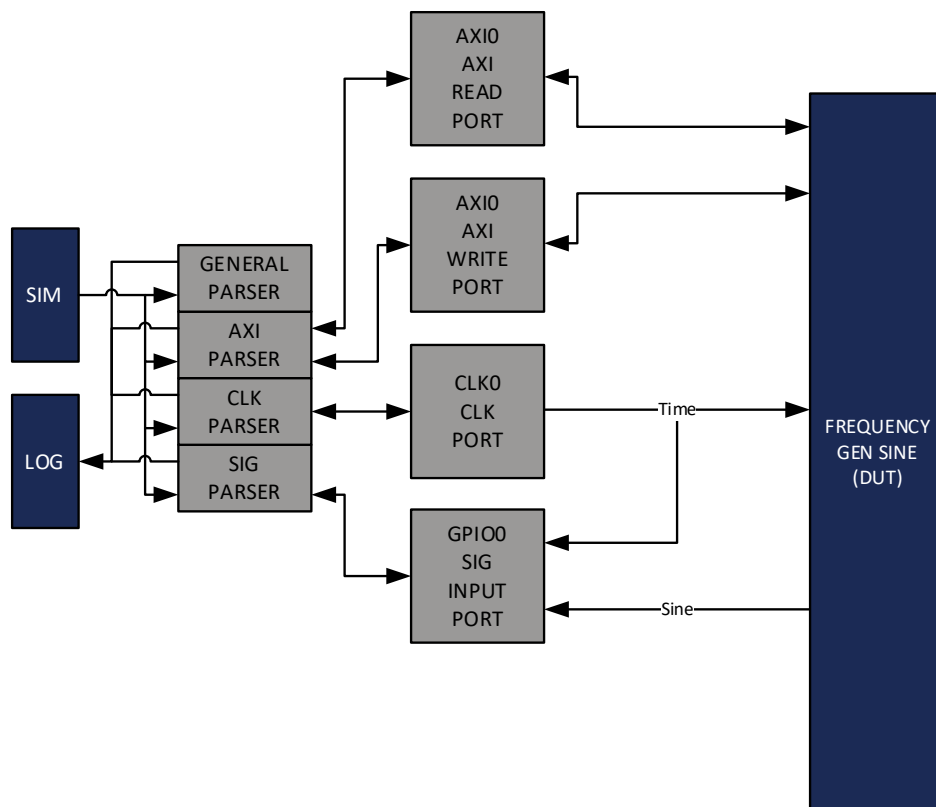 AXI0
AXI
READ
PORT
AXI0
AXI
WRITE
PORT
SIM
GENERAL
PARSER
AXI
PARSER
CLK
PARSER
SIG
PARSER
LOG
CLK0
CLK
PORT
Time
FREQUENCY
GEN SINE
(DUT)
GPIO0
SIG
INPUT
PORT
Sine